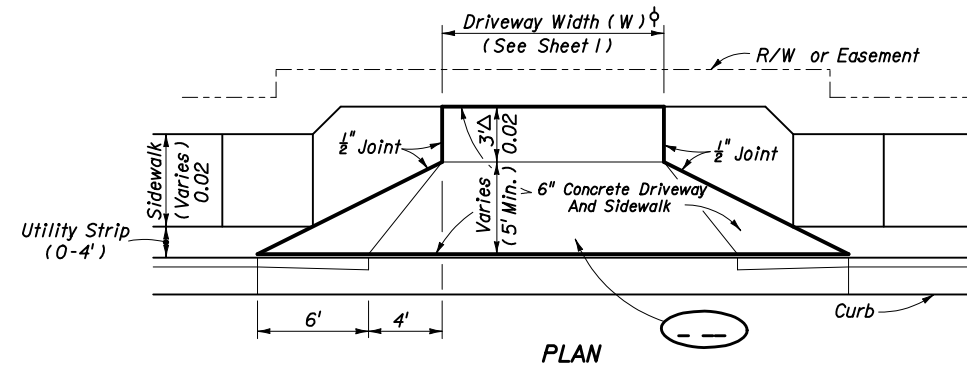 Driveway Width (W) ϕ
(See Sheet 1)
R/W or Easement
1/2" Joint
3'Δ
0.02
1/2" Joint
Sidewalk
(Varies)
0.02
Varies
(5' Min.)
6" Concrete Driveway
And Sidewalk
Utility Strip
(0-4')
6'
4'
Curb
PLAN